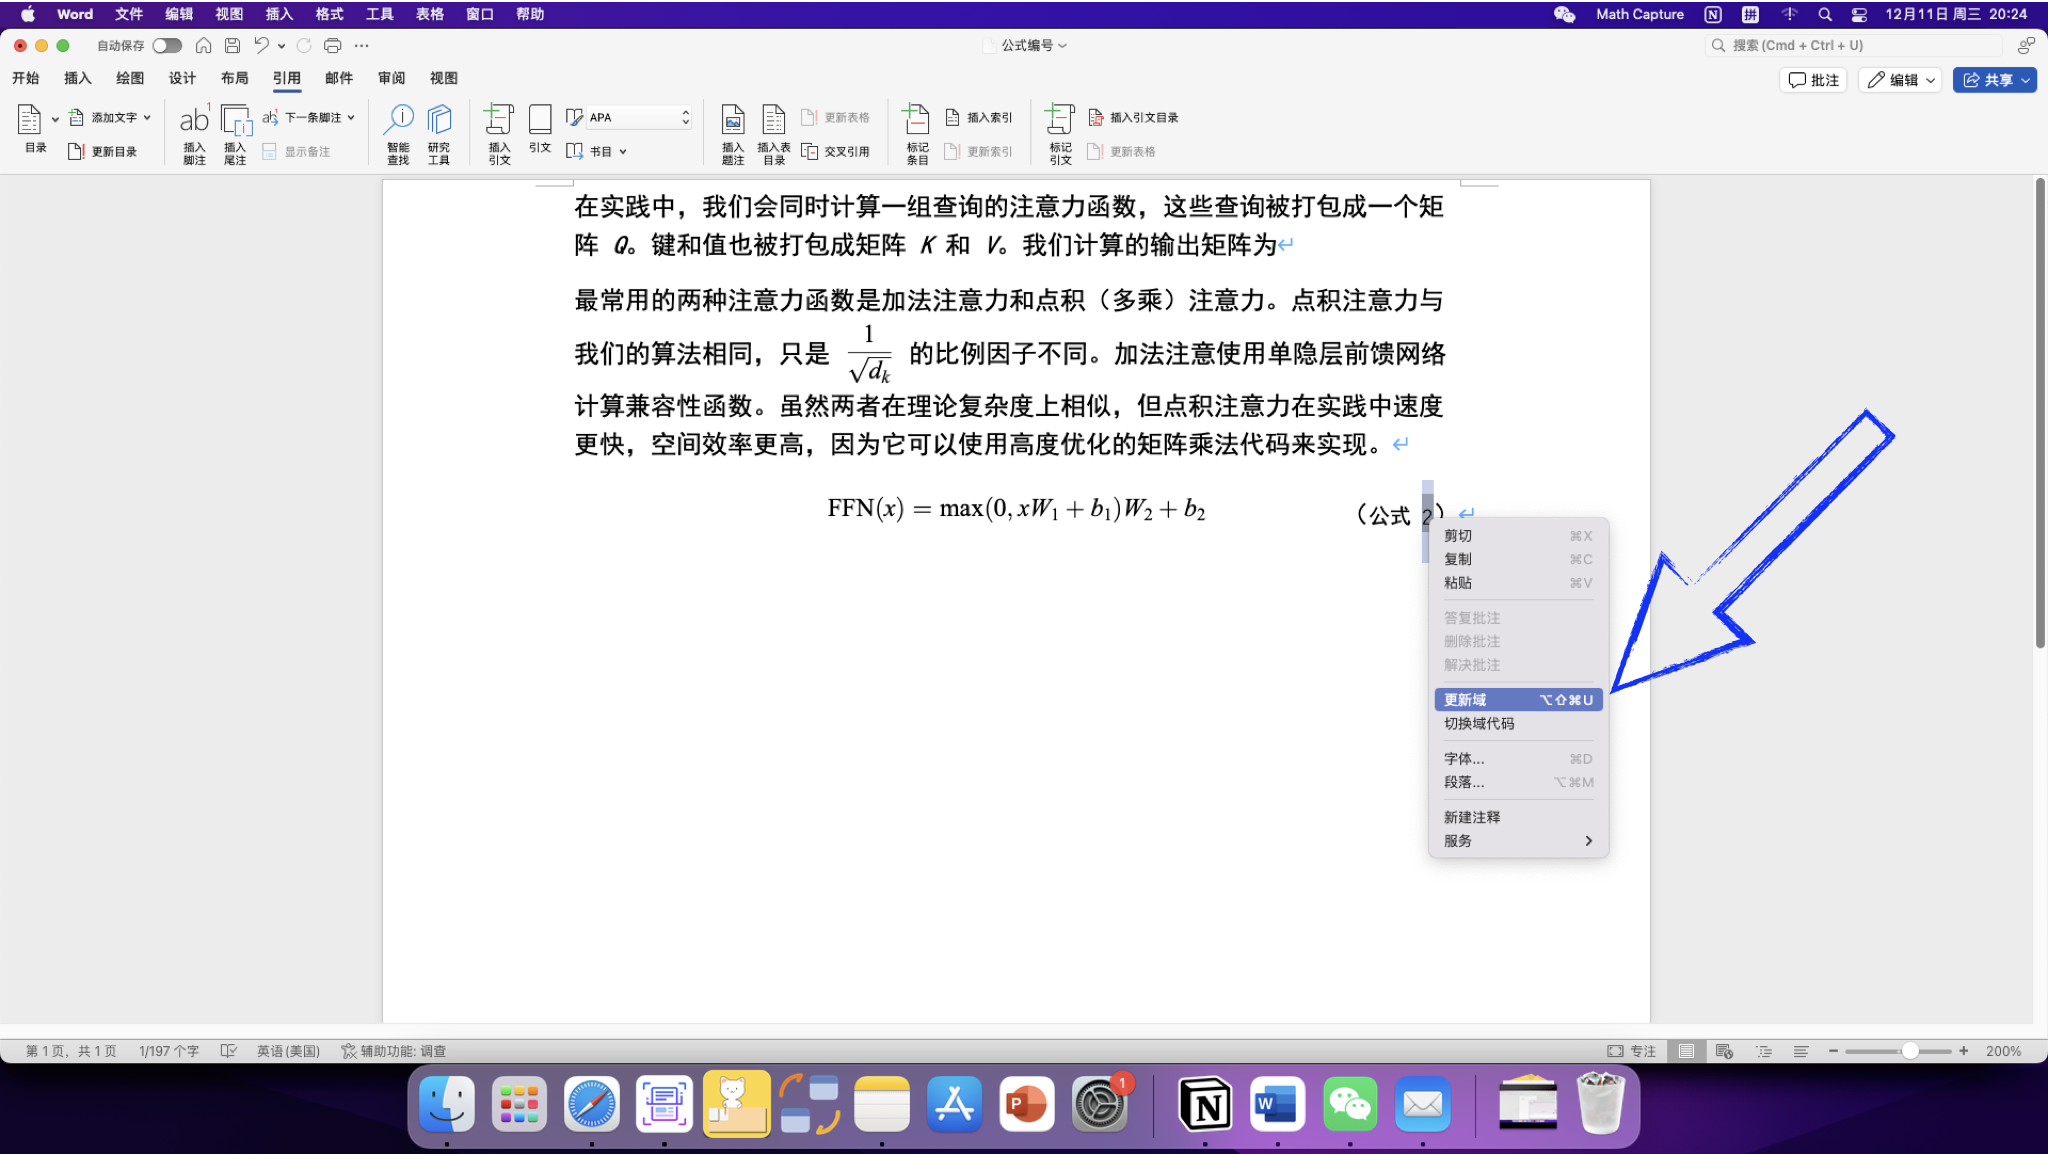 Word 文件 编辑 视图 插入 格式 工具 表格 窗口 帮助 Math Capture 拼 12月11日 周三 20:24
自动保存 公式编号 搜索 (Cmd + Ctrl + U)
开始 插入 绘图 设计 布局 引用 邮件 审阅 视图 批注 编辑 共享
目录 添加文字 更新目录
ab 1 插入脚注 插入尾注 ab 下一条脚注 显示备注
智能查找 研究工具
插入引文 引文 APA 书目
插入题注 插入表目录 更新表格 交叉引用
标记条目 插入索引 更新索引
标记引文 插入引文目录 更新表格
在实践中，我们会同时计算一组查询的注意力函数，这些查询被打包成一个矩
阵 Q。键和值也被打包成矩阵 K 和 V。我们计算的输出矩阵为↵
最常用的两种注意力函数是加法注意力和点积（多乘）注意力。点积注意力与
我们的算法相同，只是 1/√d_k 的比例因子不同。加法注意使用单隐层前馈网络
计算兼容性函数。虽然两者在理论复杂度上相似，但点积注意力在实践中速度
更快，空间效率更高，因为它可以使用高度优化的矩阵乘法代码来实现。↵
FFN(x) = max(0, xW₁ + b₁)W₂ + b₂ （公式 2）↵
剪切 ⌘X
复制 ⌘C
粘贴 ⌘V
答复批注
删除批注
解决批注
更新域 ⌥⇧⌘U
切换域代码
字体... ⌘D
段落... ⌥⌘M
新建注释
服务
第 1 页，共 1 页 1/197 个字 英语 (美国) 辅助功能: 调查 专注 200%
P 1 N W